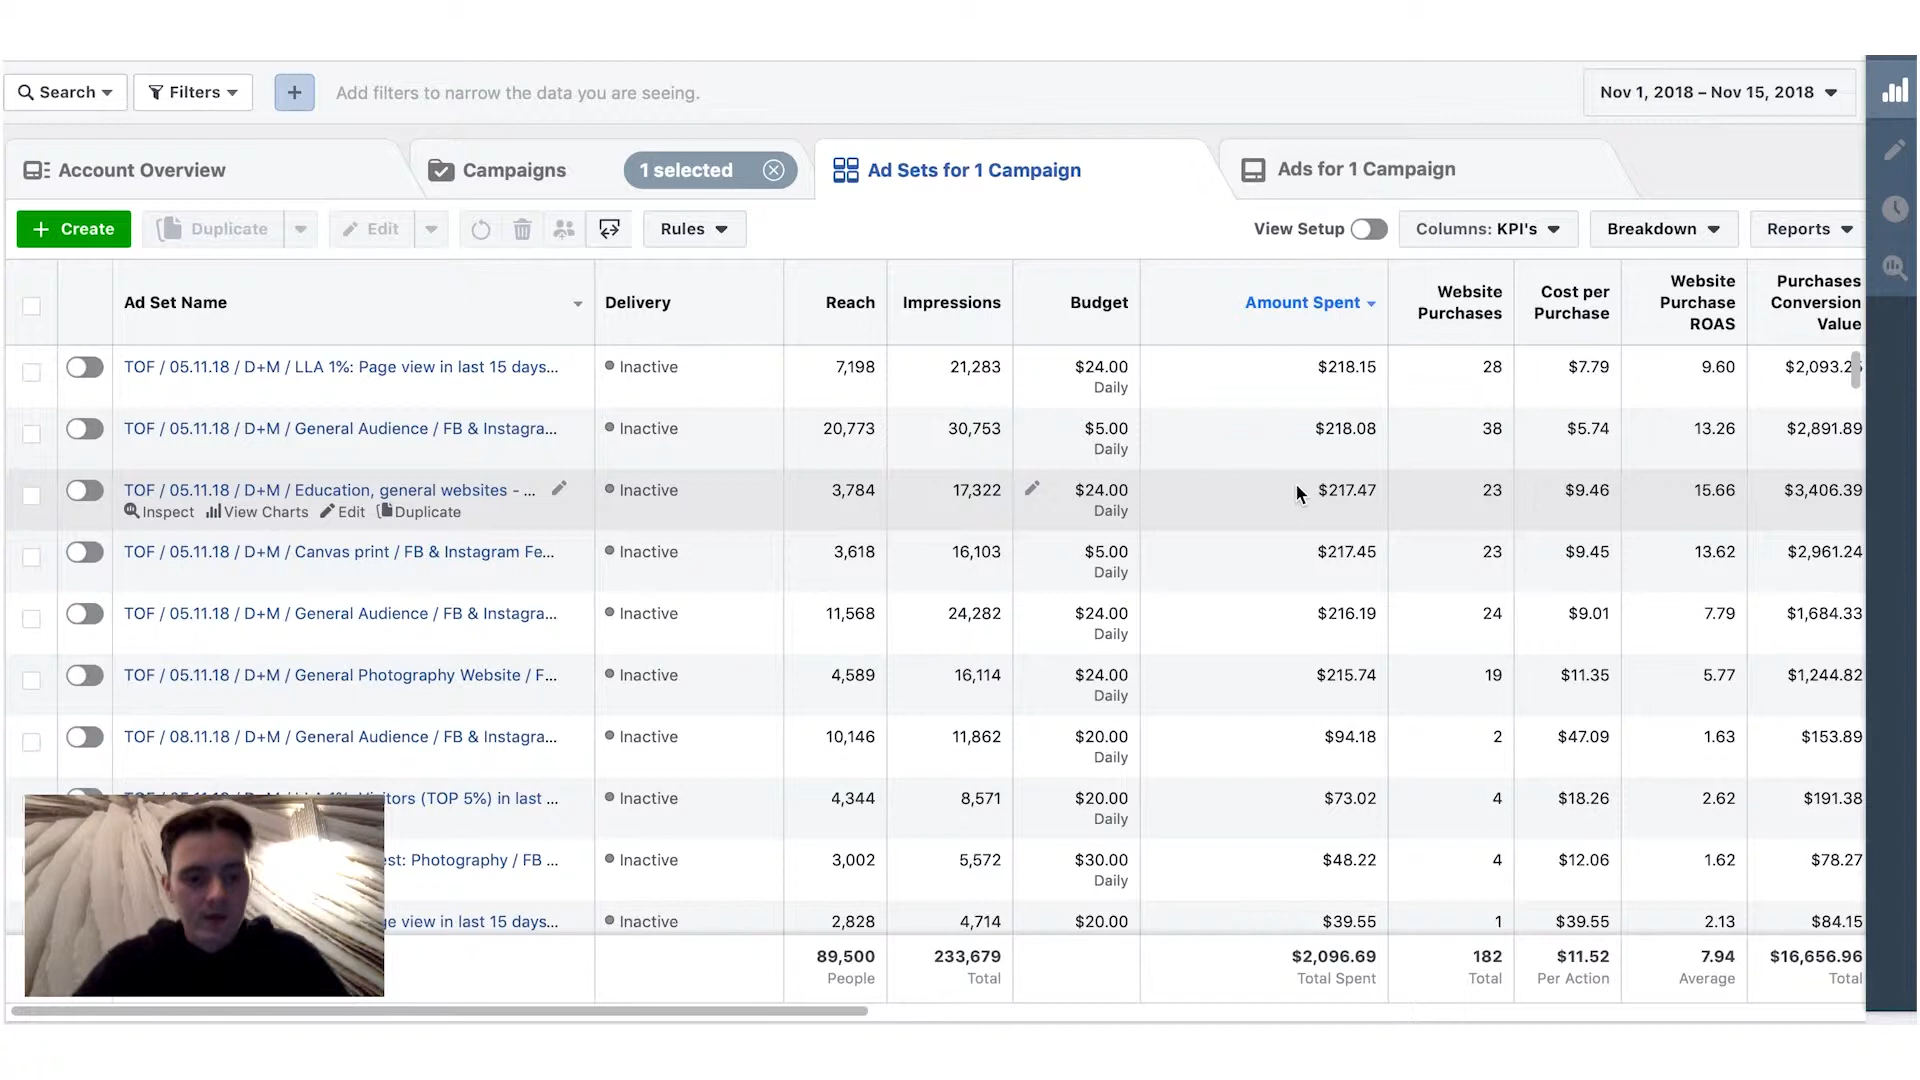 Search Filters + Add filters to narrow the data you are seeing. Nov 1, 2018 – Nov 15, 2018
Account Overview Campaigns 1 selected Ad Sets for 1 Campaign Ads for 1 Campaign
+ Create Duplicate Edit Rules View Setup Columns: KPI's Breakdown Reports
Ad Set Name Delivery Reach Impressions Budget Amount Spent Website Purchases Cost per Purchase Website Purchase ROAS Purchases Conversion Value
TOF / 05.11.18 / D+M / LLA 1%: Page view in last 15 days... Inactive 7,198 21,283 $24.00 $218.15 28 $7.79 9.60
Daily
TOF / 05.11.18 / D+M / General Audience / FB & Instagra... Inactive 20,773 30,753 $5.00 $218.08 38 $5.74 13.26 $2,891.89
Daily
TOF / 05.11.18 / D+M / Education, general websites - ... Inactive 3,784 17,322 $24.00 $217.47 23 $9.46 15.66 $3,406.39
Inspect View Charts Edit Duplicate Daily
TOF / 05.11.18 / D+M / Canvas print / FB & Instagram Fe... Inactive 3,618 16,103 $5.00 $217.45 23 $9.45 13.62 $2,961.24
Daily
TOF / 05.11.18 / D+M / General Audience / FB & Instagra... Inactive 11,568 24,282 $24.00 $216.19 24 $9.01 7.79 $1,684.33
Daily
TOF / 05.11.18 / D+M / General Photography Website / F... Inactive 4,589 16,114 $24.00 $215.74 19 $11.35 5.77 $1,244.82
Daily
TOF / 08.11.18 / D+M / General Audience / FB & Instagra... Inactive 10,146 11,862 $20.00 $94.18 2 $47.09 1.63 $153.89
Daily
(TOP 5%) in last ... Inactive 4,344 8,571 $20.00 $73.02 4 $18.26 2.62 $191.38
Daily
est: Photography / FB ... Inactive 3,002 5,572 $30.00 $48.22 4 $12.06 1.62 $78.27
Daily
ge view in last 15 days... Inactive 2,828 4,714 $20.00 $39.55 1 $39.55 2.13 $84.15
89,500 233,679 $2,096.69 182 $11.52 7.94 $16,656.96
People Total Total Spent Total Per Action Average Total